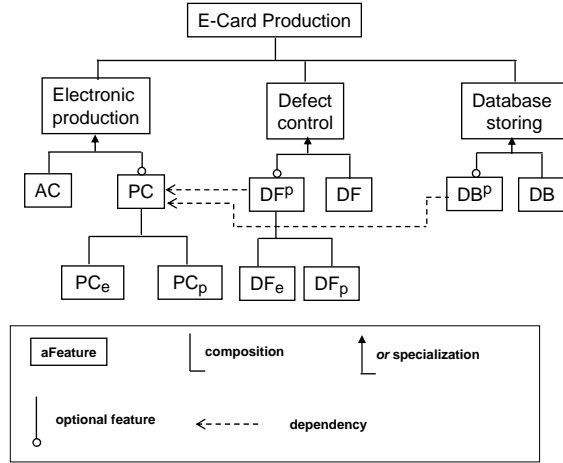 E-Card Production
Electronic
production
Defect
control
Database
storing
AC
PC
DFp
DF
DBp
DB
PCe
PCp
DFe
DFp
aFeature
composition
or specialization
optional feature
dependency